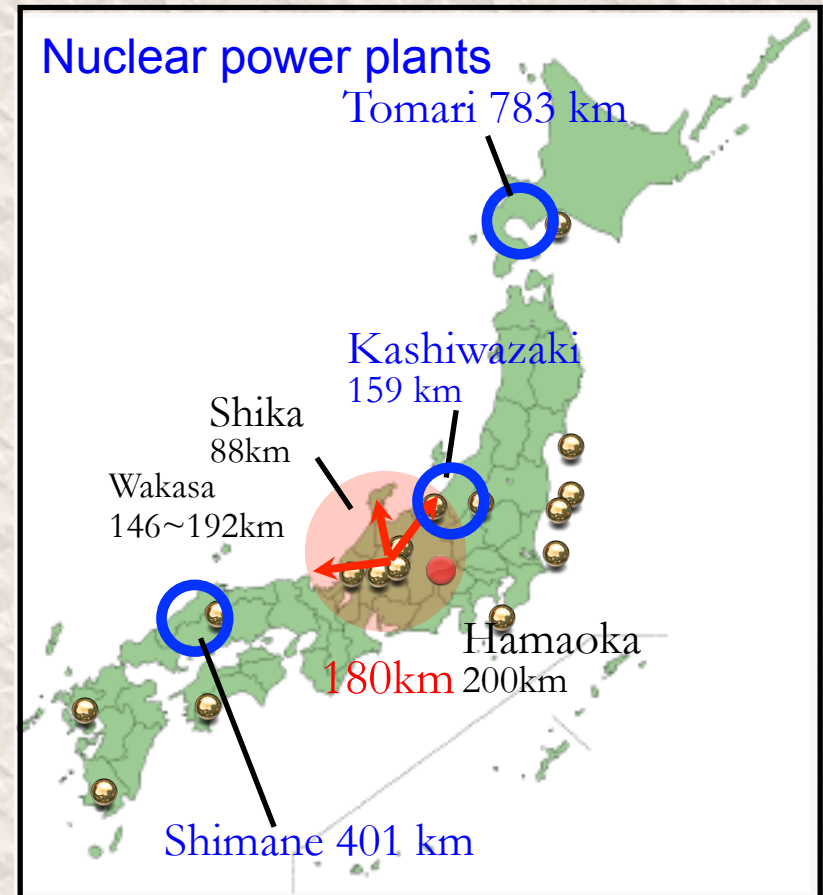 Nuclear power plants
Tomari 783 km
Kashiwazaki
159 km
Shika
88km
Wakasa
146~192km
Hamaoka
180km 200km
Shimane 401 km